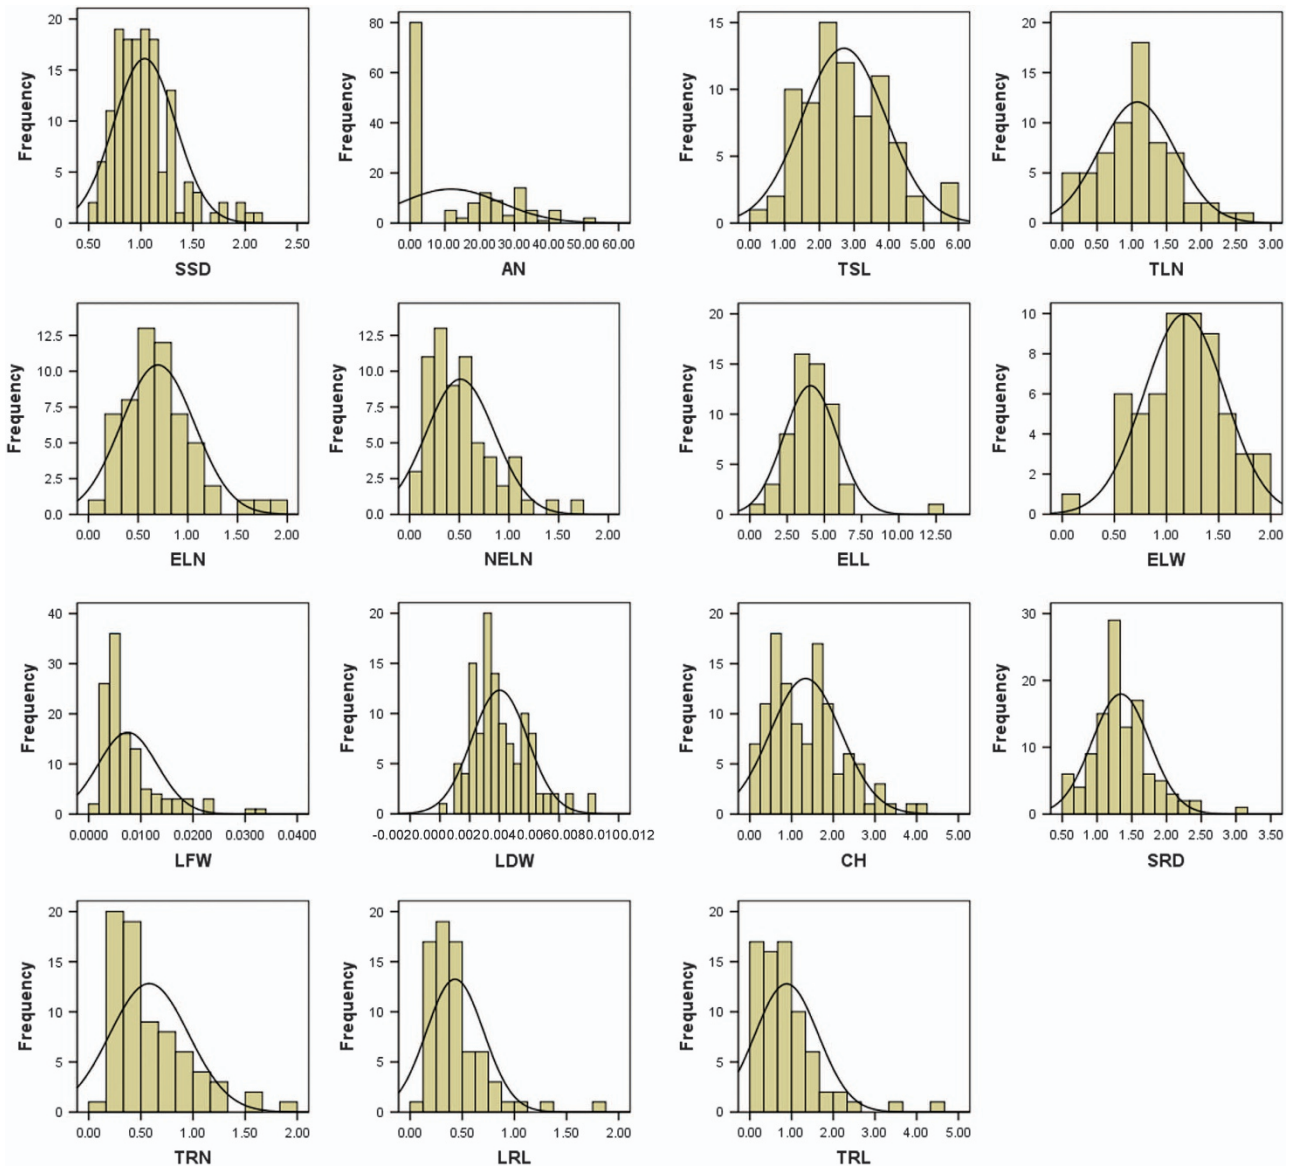 Frequency
20
15
10
5
0
0.50 1.00 1.50 2.00 2.50
SSD
Frequency
80
60
40
20
0
0.00 10.00 20.00 30.00 40.00 50.00 60.00
AN
Frequency
15
10
5
0
0.00 1.00 2.00 3.00 4.00 5.00 6.00
TSL
Frequency
20
15
10
5
0
0.00 0.50 1.00 1.50 2.00 2.50 3.00
TLN
Frequency
12.5
10.0
7.5
5.0
2.5
0.0
0.00 0.50 1.00 1.50 2.00
ELN
Frequency
12.5
10.0
7.5
5.0
2.5
0.0
0.00 0.50 1.00 1.50 2.00
NELN
Frequency
20
15
10
5
0
0.00 2.50 5.00 7.50 10.00 12.50
ELL
Frequency
10
8
6
4
2
0
0.00 0.50 1.00 1.50 2.00
ELW
Frequency
40
30
20
10
0
0.0000 0.0100 0.0200 0.0300 0.0400
LFW
Frequency
20
15
10
5
0
-0.0020.0000 0.002 0.004 0.006 0.008 0.010 0.012
LDW
Frequency
20
15
10
5
0
0.00 1.00 2.00 3.00 4.00 5.00
CH
Frequency
30
20
10
0
0.50 1.00 1.50 2.00 2.50 3.00 3.50
SRD
Frequency
20
15
10
5
0
0.00 0.50 1.00 1.50 2.00
TRN
Frequency
20
15
10
5
0
0.00 0.50 1.00 1.50 2.00
LRL
Frequency
20
15
10
5
0
0.00 1.00 2.00 3.00 4.00 5.00
TRL